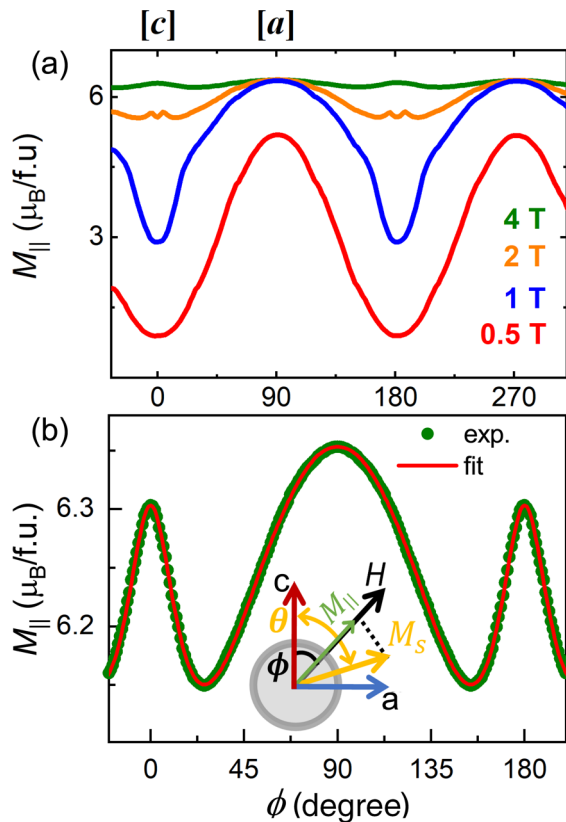 [c] [a]
(a)
6
3
M|| (μB/f.u)
4 T
2 T
1 T
0.5 T
0 90 180 270
(b)
exp.
fit
6.3
6.2
M|| (μB/f.u.)
c
H
M||
θ
MS
ϕ
a
0 45 90 135 180
ϕ (degree)